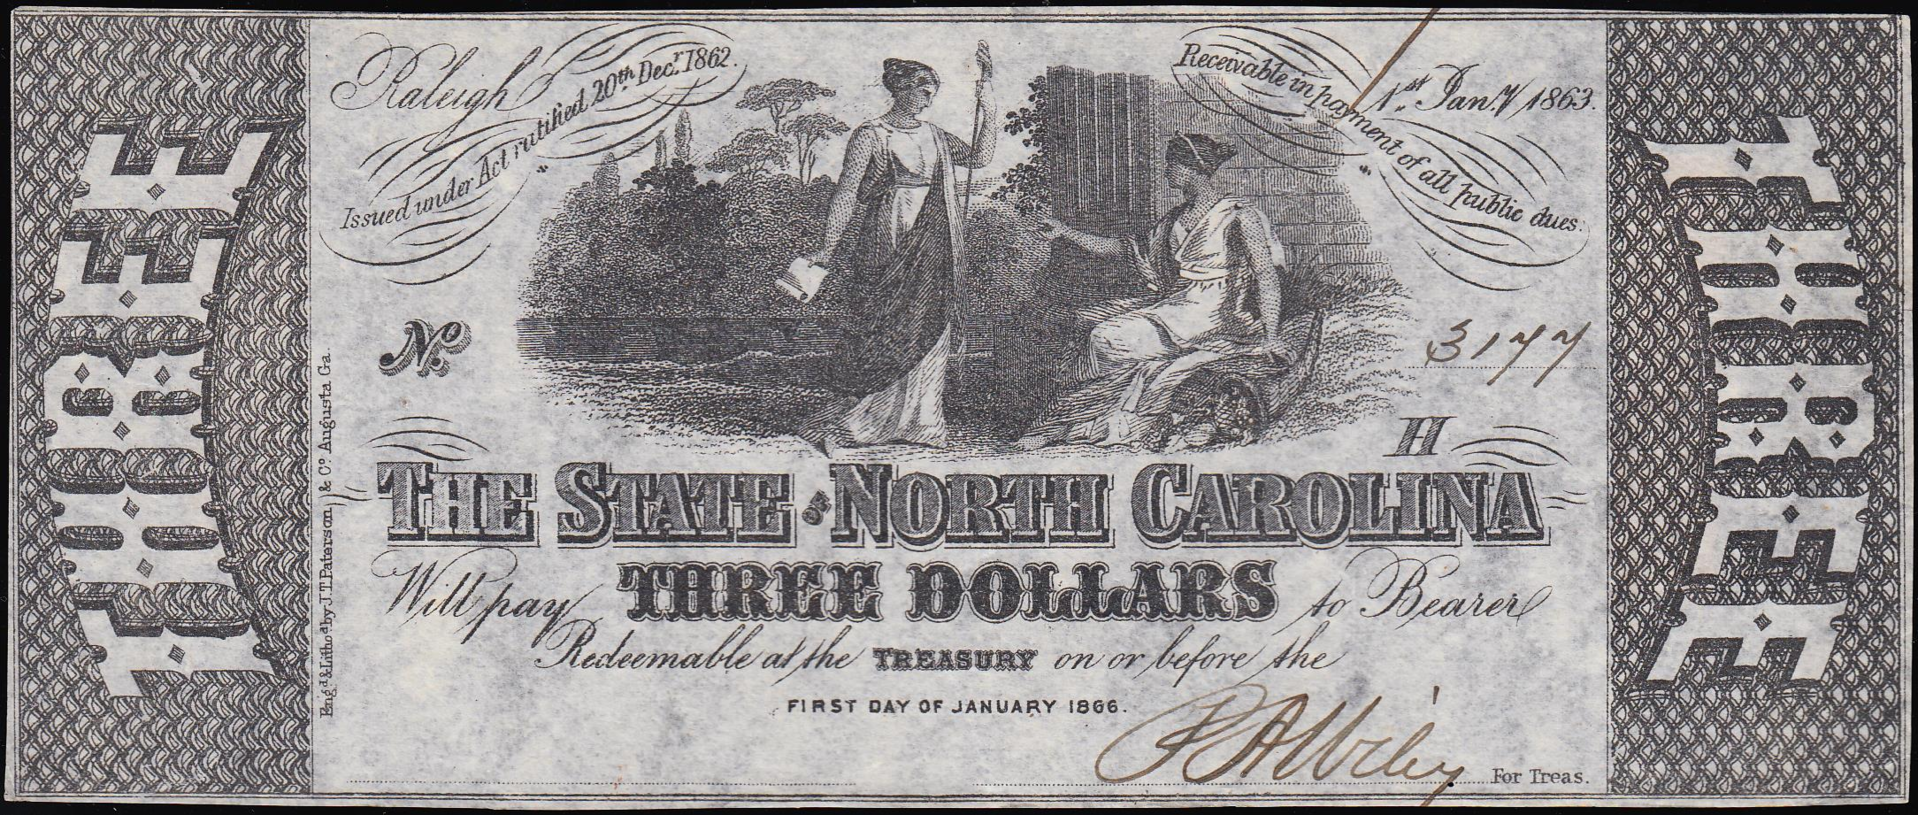 THREE
Raleigh
1st Jany 1863.
Issued under Act ratified 20th Decr. 1862.
Receivable in payment of all public dues.
No.
3177
H
THE STATE OF NORTH CAROLINA
Will pay THREE DOLLARS to Bearer
Redeemable at the TREASURY on or before the
FIRST DAY OF JANUARY 1866.
For Treas.
Engd. & Lithod by J.T. Paterson & Co. Augusta Ga.
THREE